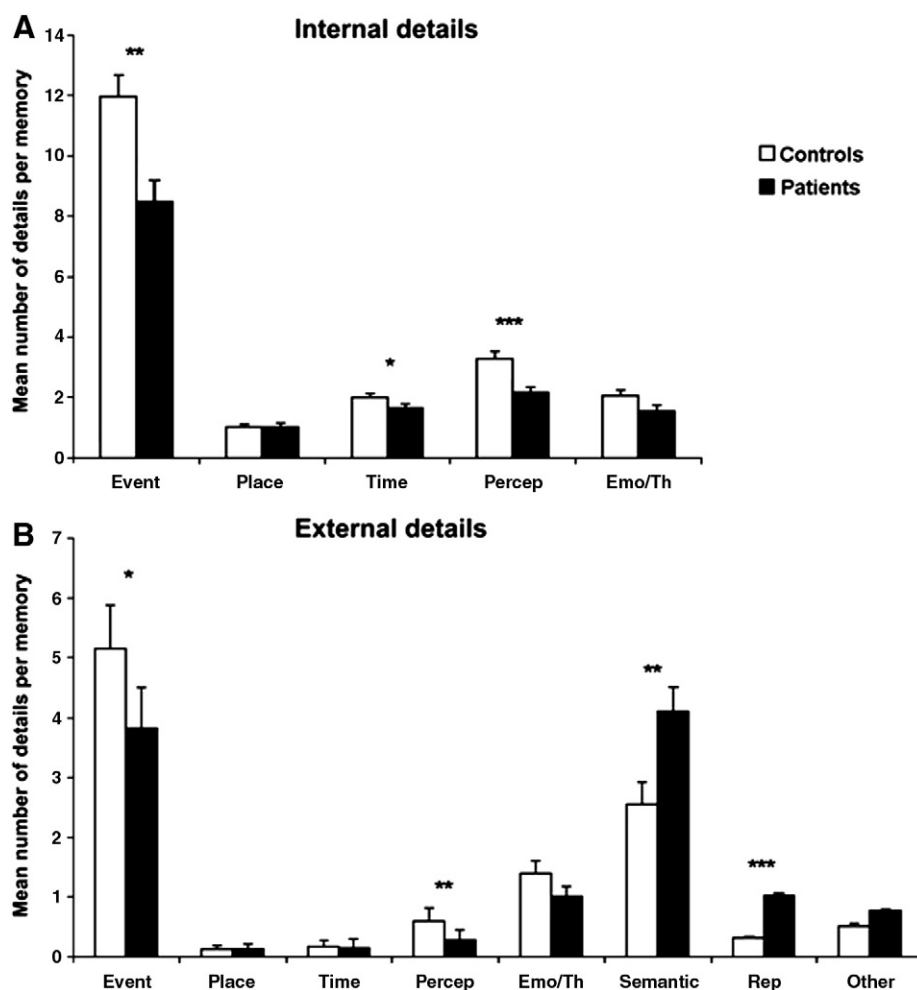 A
Internal details
Mean number of details per memory
14
12
10
8
6
4
2
0
**
*
***
Controls
Patients
Event Place Time Percep Emo/Th
B
External details
Mean number of details per memory
7
6
5
4
3
2
1
0
*
**
**
***
Event Place Time Percep Emo/Th Semantic Rep Other